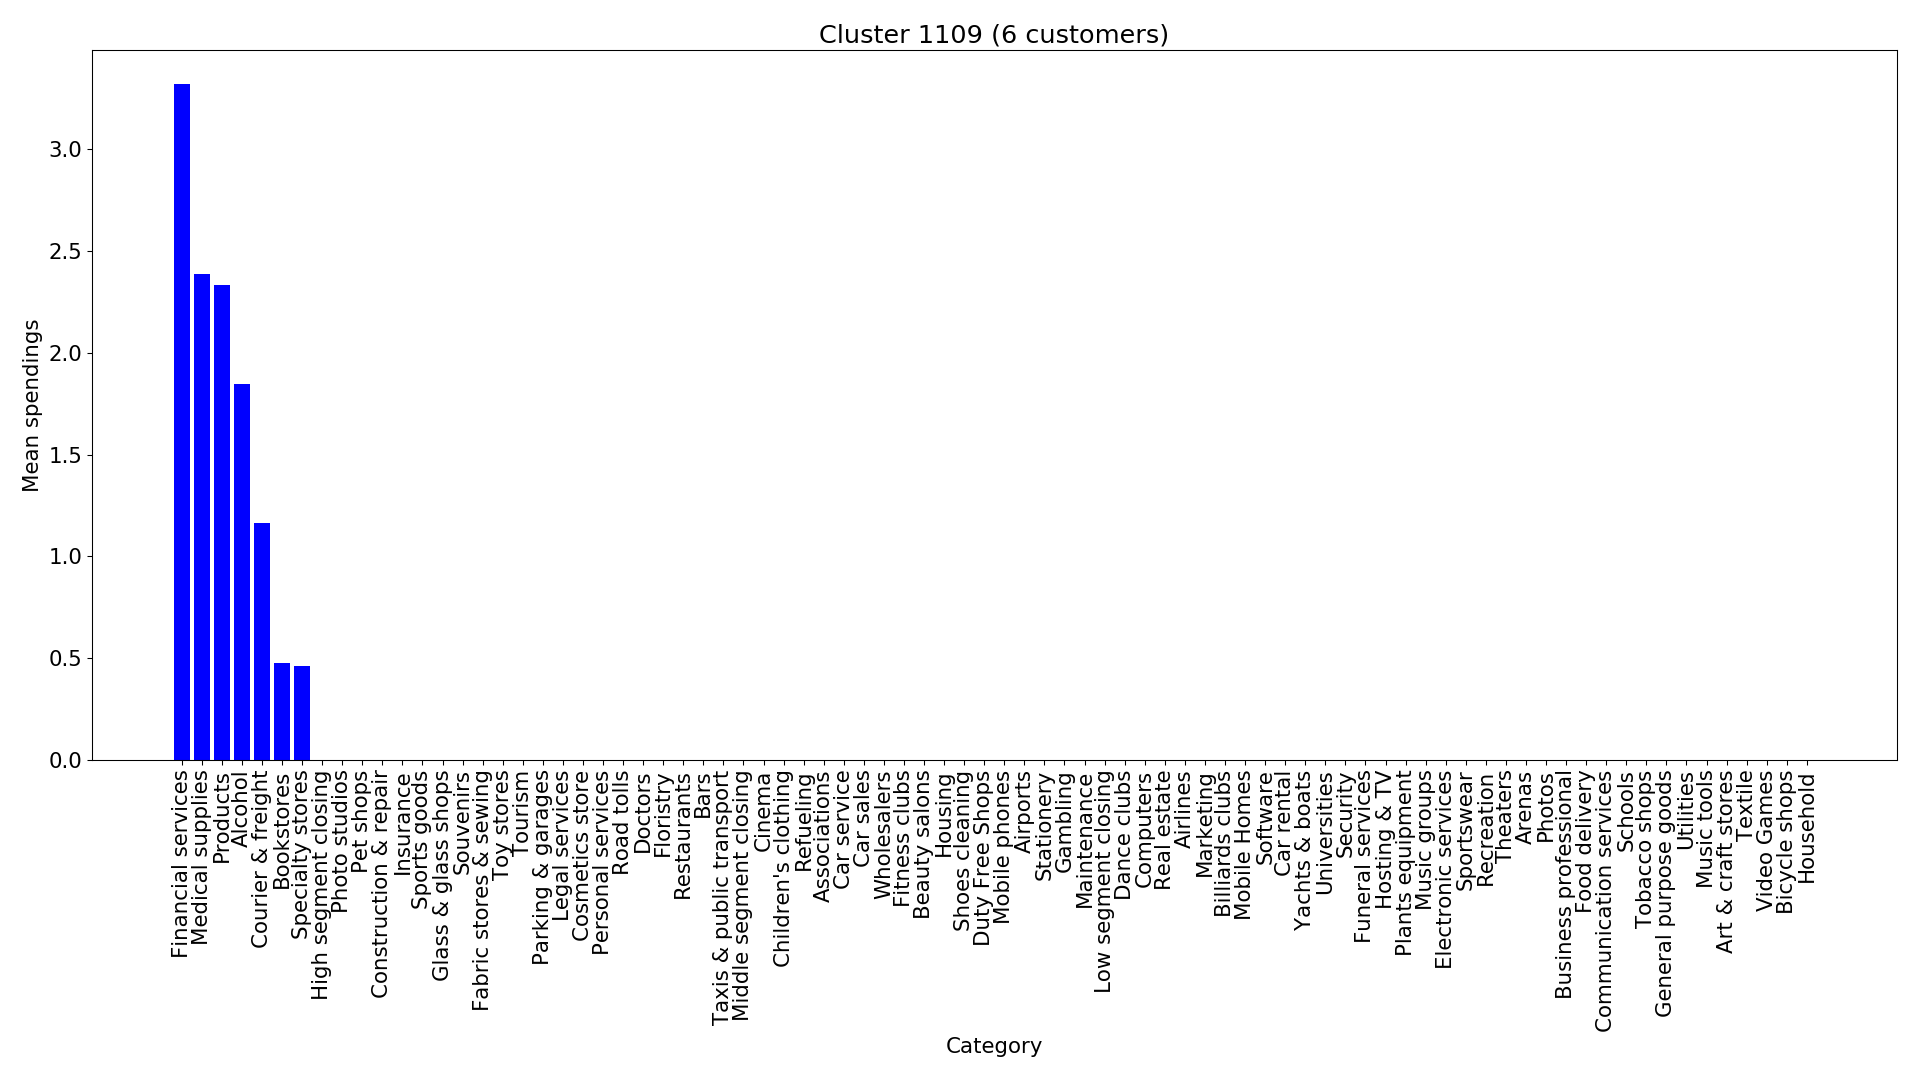 Cluster 1109 (6 customers)
Mean spendings
3.0
2.5
2.0
1.5
1.0
0.5
0.0
Financial services
Medical supplies
Products
Alcohol
Courier & freight
Bookstores
Specialty stores
High segment closing
Photo studios
Pet shops
Construction & repair
Insurance
Sports goods
Glass & glass shops
Souvenirs
Fabric stores & sewing
Toy stores
Tourism
Parking & garages
Legal services
Cosmetics store
Personal services
Road tolls
Doctors
Floristry
Restaurants
Bars
Taxis & public transport
Middle segment closing
Cinema
Children's clothing
Refueling
Associations
Car service
Car sales
Wholesalers
Fitness clubs
Beauty salons
Housing
Shoes cleaning
Duty Free Shops
Mobile phones
Airports
Stationery
Gambling
Maintenance
Low segment closing
Dance clubs
Computers
Real estate
Airlines
Marketing
Billiards clubs
Mobile Homes
Software
Car rental
Yachts & boats
Universities
Security
Funeral services
Hosting & TV
Plants equipment
Music groups
Electronic services
Sportswear
Recreation
Theaters
Arenas
Photos
Business professional
Food delivery
Communication services
Schools
Tobacco shops
General purpose goods
Utilities
Music tools
Art & craft stores
Textile
Video Games
Bicycle shops
Household
Category